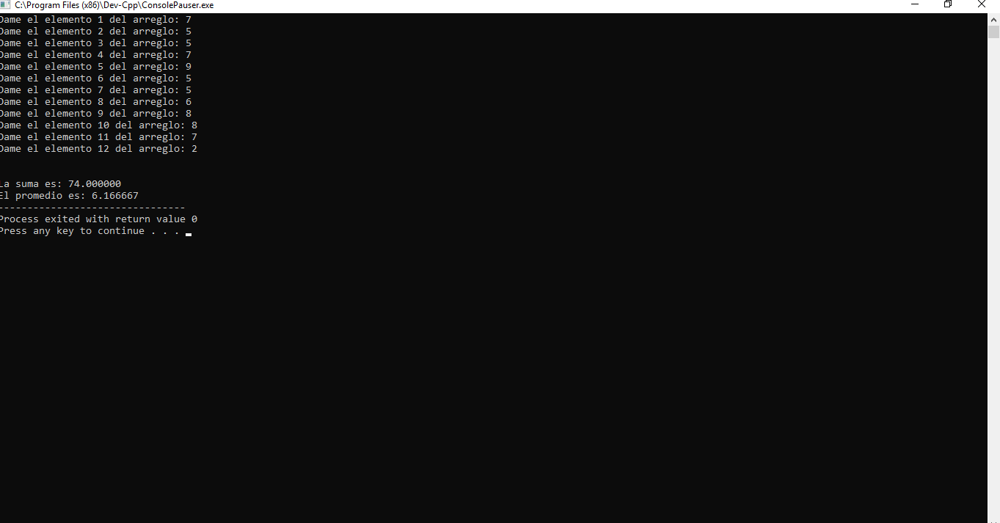 C:\Program Files (x86)\Dev-Cpp\ConsolePauser.exe
Dame el elemento 1 del arreglo: 7
Dame el elemento 2 del arreglo: 5
Dame el elemento 3 del arreglo: 5
Dame el elemento 4 del arreglo: 7
Dame el elemento 5 del arreglo: 9
Dame el elemento 6 del arreglo: 5
Dame el elemento 7 del arreglo: 5
Dame el elemento 8 del arreglo: 6
Dame el elemento 9 del arreglo: 8
Dame el elemento 10 del arreglo: 8
Dame el elemento 11 del arreglo: 7
Dame el elemento 12 del arreglo: 2
La suma es: 74.000000
El promedio es: 6.166667
--------------------------------
Process exited with return value 0
Press any key to continue . . .